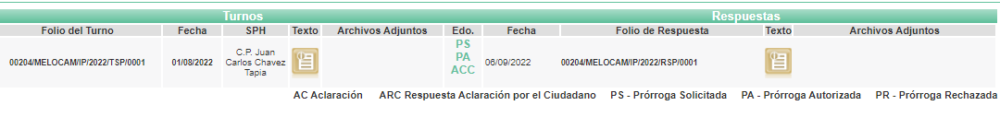 Turnos Respuestas
Folio del Turno Fecha SPH Texto Archivos Adjuntos Edo. Fecha Folio de Respuesta Texto Archivos Adjuntos
00204/MELOCAM/IP/2022/TSP/0001 01/08/2022 C.P. Juan Carlos Chavez Tapia PS PA ACC 06/09/2022 00204/MELOCAM/IP/2022/RSP/0001
AC Aclaración ARC Respuesta Aclaración por el Ciudadano PS - Prórroga Solicitada PA - Prórroga Autorizada PR - Prórroga Rechazada